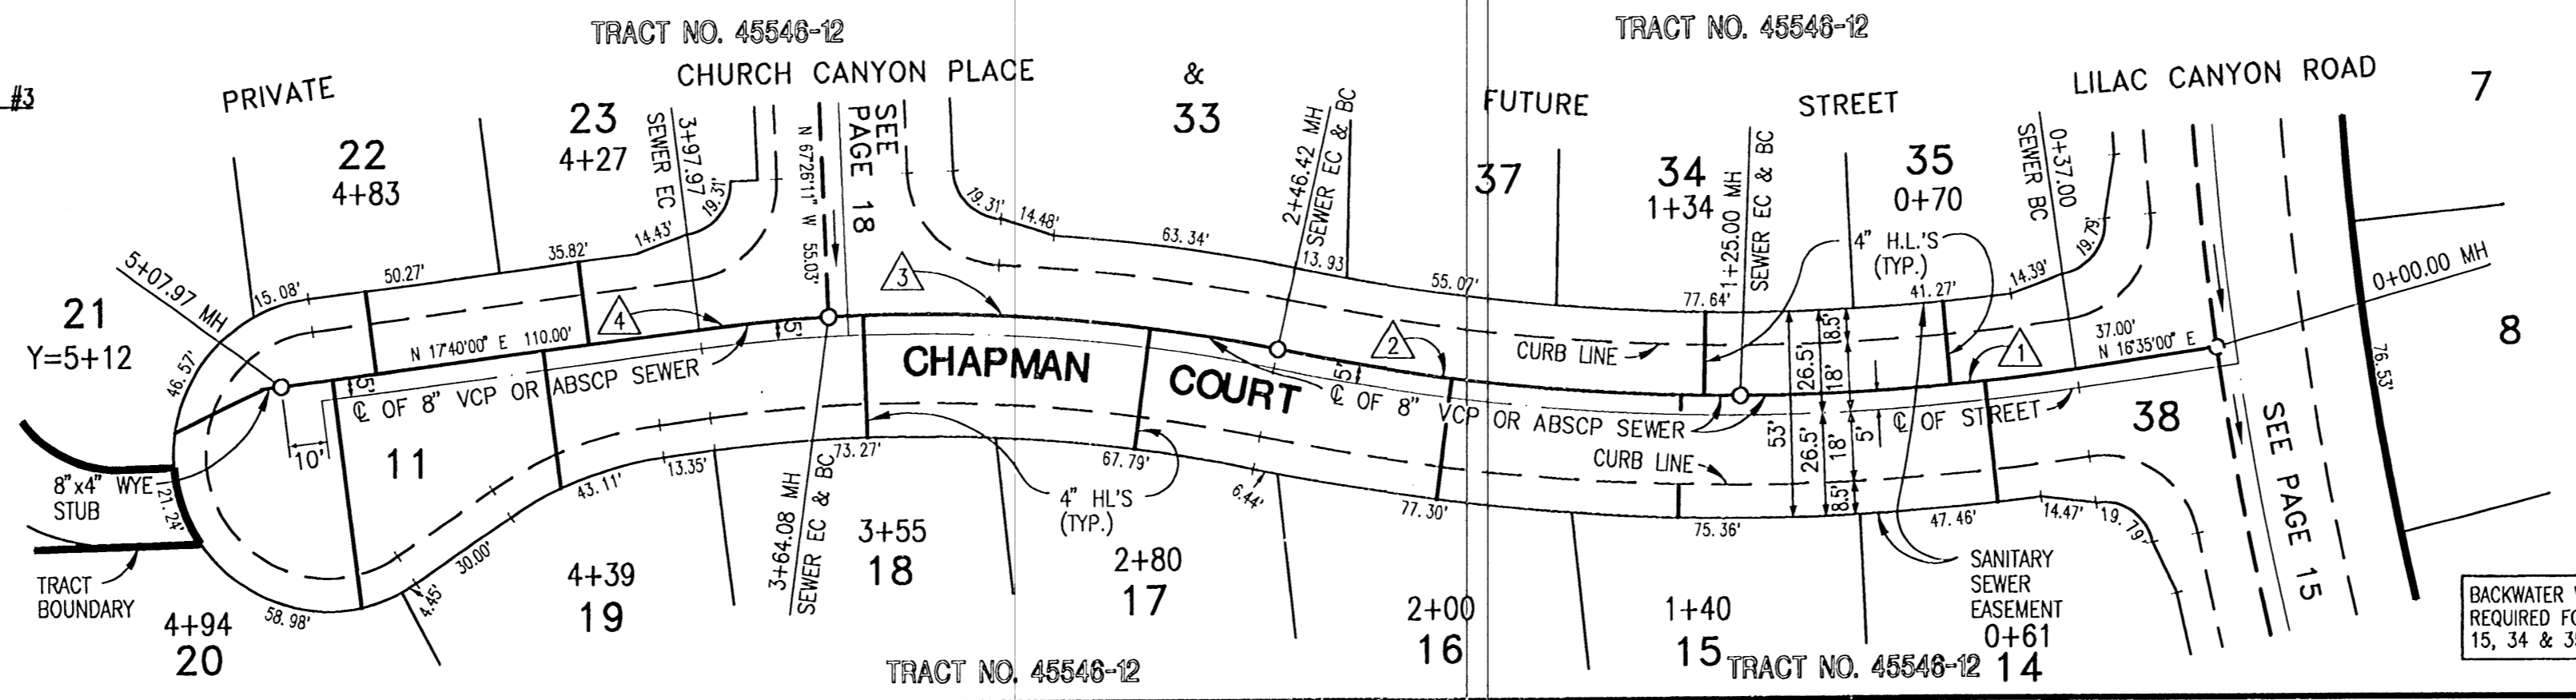 TRACT NO. 45546-12
TRACT NO. 45546-12
#3
PRIVATE
CHURCH CANYON PLACE
&
FUTURE
STREET
LILAC CANYON ROAD
7
22
4+83
23
4+27
SEWER EC
3+97.97
19.31'
N 67°26'11" W 55.03'
SEE
PAGE 18
33
2+46.42 MH
SEWER EC & BC
37
34
1+34
1+25.00 MH
SEWER EC & BC
35
0+70
0+37.00
SEWER BC
19.31'
14.48'
63.34'
13.93
55.07'
77.64'
4" H.L.'S
(TYP.)
41.27'
14.39'
19.79'
0+00.00 MH
5+07.97 MH
15.08'
50.27'
35.82'
14.43'
21
Y=5+12
46.57'
N 17°40'00" E 110.00'
4
5'
3
2
1
37.00'
N 16°35'00" E
8
76.53'
CURB LINE
8.5'
26.5'
18'
5'
℄ OF 8" VCP OR ABSCP SEWER
CHAPMAN
COURT
5'
℄ OF 8" VCP OR ABSCP SEWER
53'
26.5'
18'
5'
8.5'
℄ OF STREET
38
SEE PAGE 15
10'
11
8"x4" WYE
STUB
21.24'
CURB LINE
43.11'
13.35'
73.27'
67.79'
6.44'
77.30'
75.36'
47.46'
14.47'
19.79'
4" HL'S
(TYP.)
3+64.08 MH
SEWER EC & BC
30.00'
4.45'
58.98'
TRACT
BOUNDARY
4+94
20
4+39
19
3+55
18
2+80
17
2+00
16
1+40
15
SANITARY
SEWER
EASEMENT
0+61
14
TRACT NO. 45546-12
TRACT NO. 45546-12
BACKWATER
REQUIRED
15, 34 &